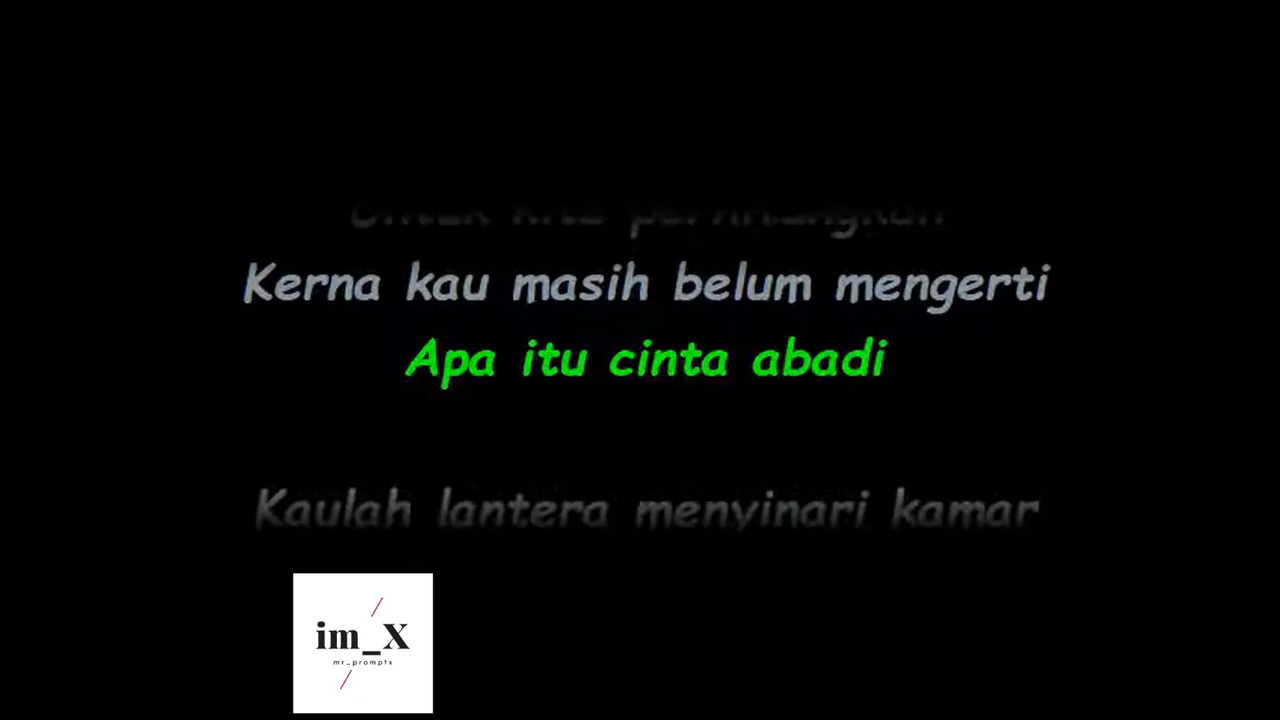 Kerna kau masih belum mengerti
Apa itu cinta abadi
Kaulah lantera menyinari kamar
im_X
mr_promptx